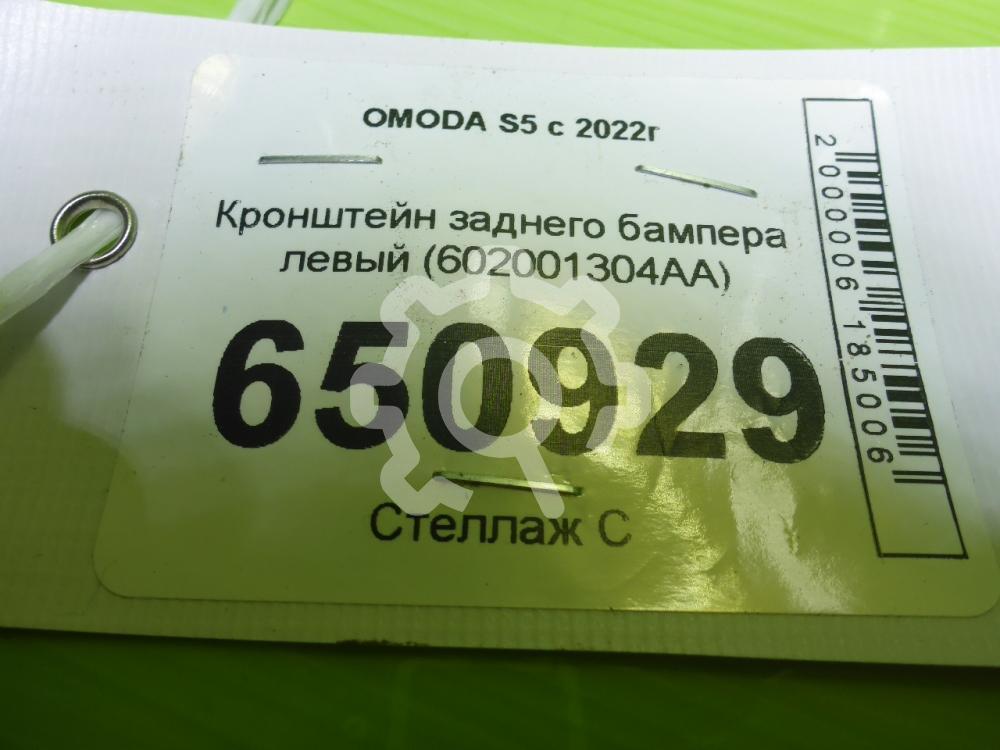 OMODA S5 с 2022г
Кронштейн заднего бампера
левый (602001304AA)
650929
Стеллаж С
2000006185006